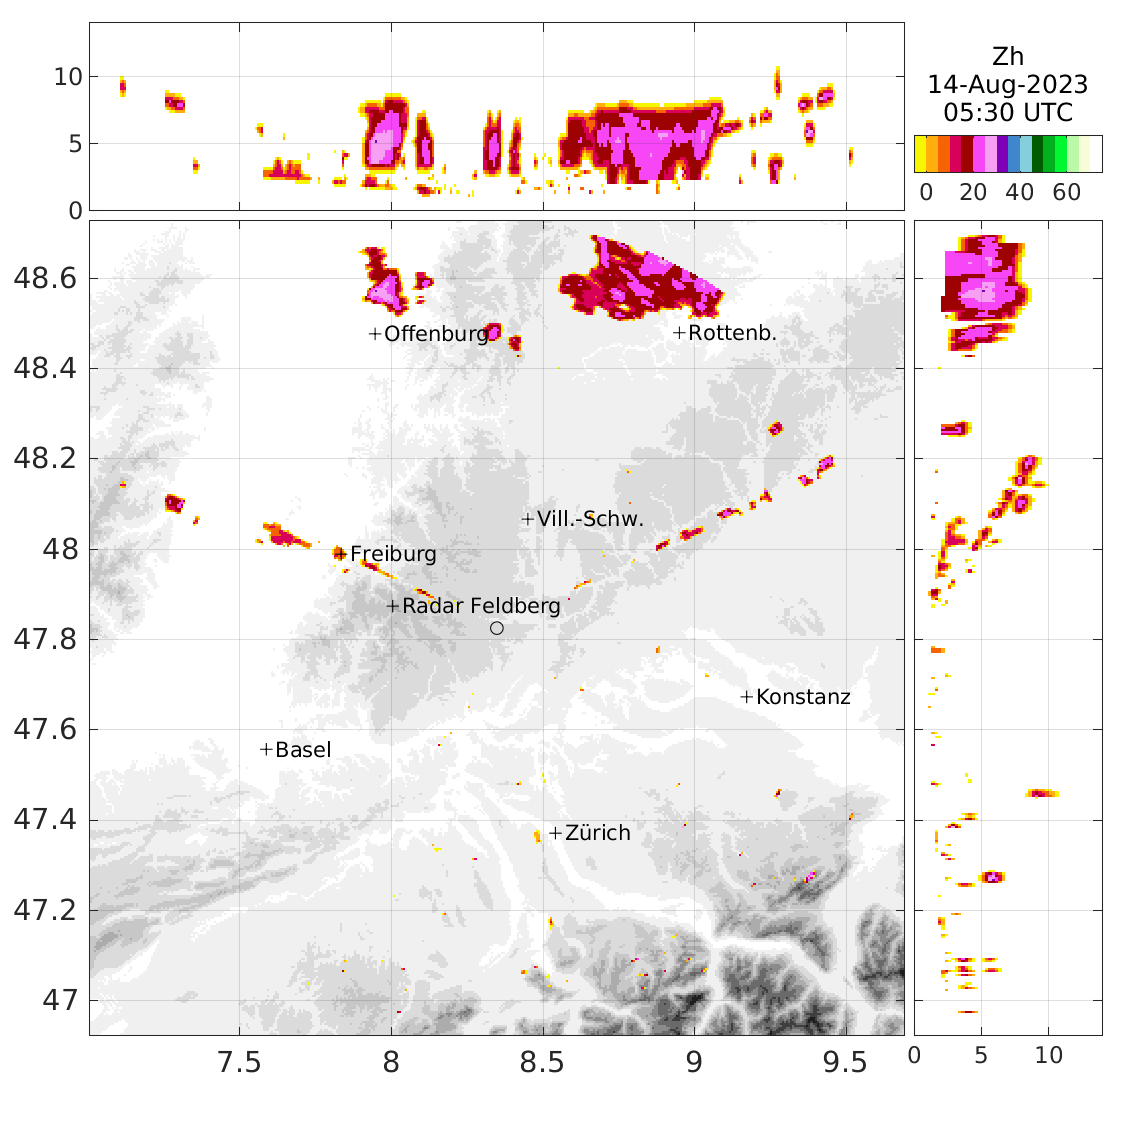 10
5
0
Zh
14-Aug-2023
05:30 UTC
0 20 40 60
48.6
48.4
48.2
48
47.8
47.6
47.4
47.2
47
Offenburg
Rottenb.
Vill.-Schw.
Freiburg
Radar Feldberg
Konstanz
Basel
Zürich
7.5 8 8.5 9 9.5
0 5 10